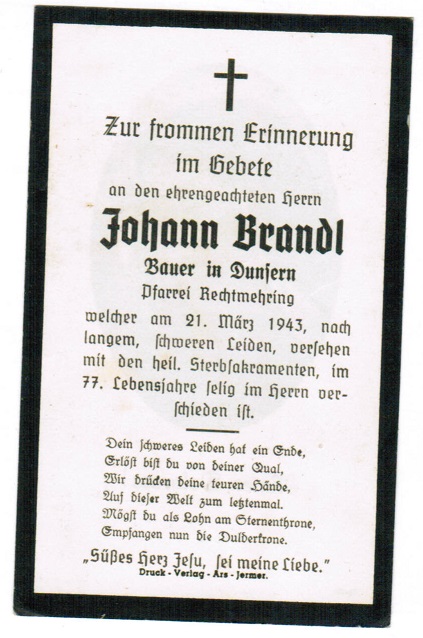 Zur frommen Erinnerung
im Gebete
an den ehrengeachteten Herrn
Johann Brandl
Bauer in Dunsern
Pfarrei Rechtmehring
welcher am 21. März 1943, nach
langem, schweren Leiden, versehen
mit den heil. Sterbsakramenten, im
77. Lebensjahre selig im Herrn ver-
schieden ist.
Dein schweres Leiden hat ein Ende,
Erlöst bist du von deiner Qual,
Wir drücken deine teuren Hände,
Auf dieser Welt zum letztenmal.
Mögst du als Lohn am Sternenthrone,
Empfangen nun die Dulderkrone.
„Süßes Herz Jesu, sei meine Liebe."
Druck - Verlag - Ars - Jermer.